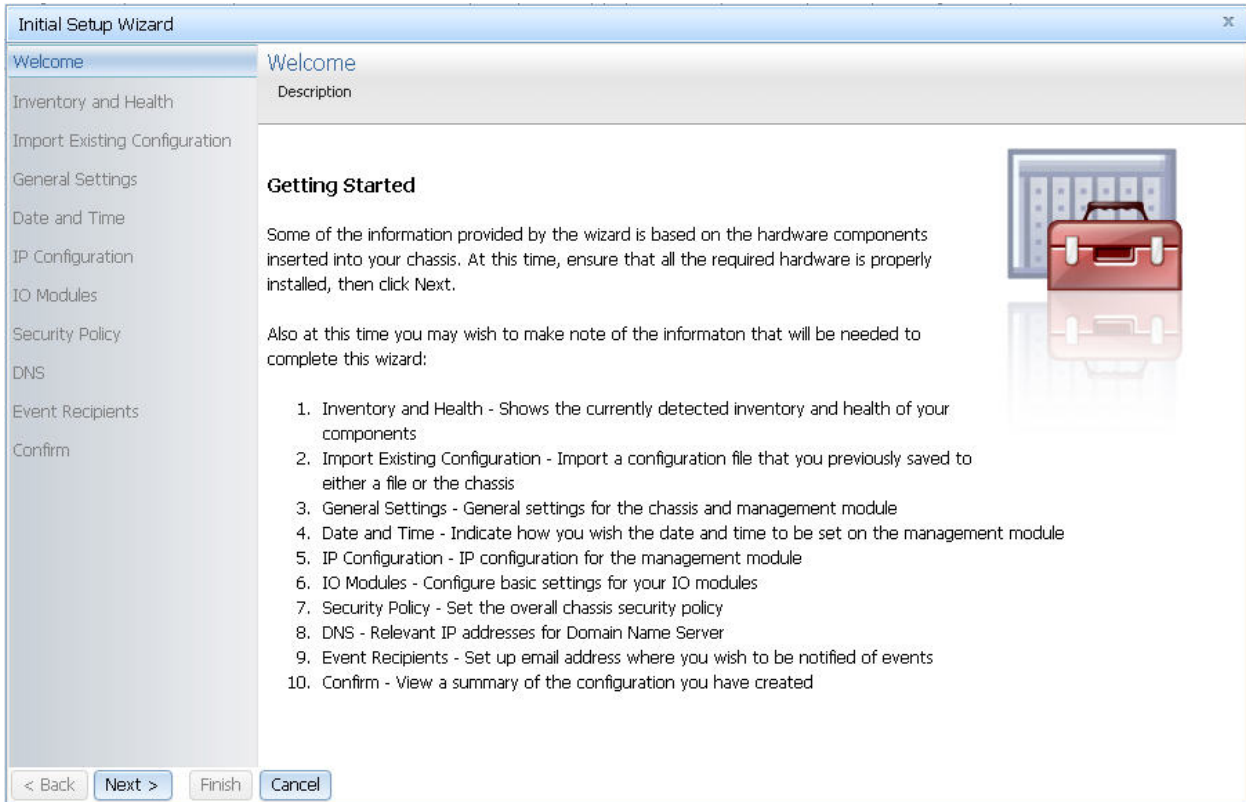 Initial Setup Wizard
x
Welcome
Inventory and Health
Import Existing Configuration
General Settings
Date and Time
IP Configuration
IO Modules
Security Policy
DNS
Event Recipients
Confirm
Welcome
Description
Getting Started
Some of the information provided by the wizard is based on the hardware components
inserted into your chassis. At this time, ensure that all the required hardware is properly
installed, then click Next.
Also at this time you may wish to make note of the informaton that will be needed to
complete this wizard:
1. Inventory and Health - Shows the currently detected inventory and health of your
components
2. Import Existing Configuration - Import a configuration file that you previously saved to
either a file or the chassis
3. General Settings - General settings for the chassis and management module
4. Date and Time - Indicate how you wish the date and time to be set on the management module
5. IP Configuration - IP configuration for the management module
6. IO Modules - Configure basic settings for your IO modules
7. Security Policy - Set the overall chassis security policy
8. DNS - Relevant IP addresses for Domain Name Server
9. Event Recipients - Set up email address where you wish to be notified of events
10. Confirm - View a summary of the configuration you have created
< Back Next > Finish Cancel